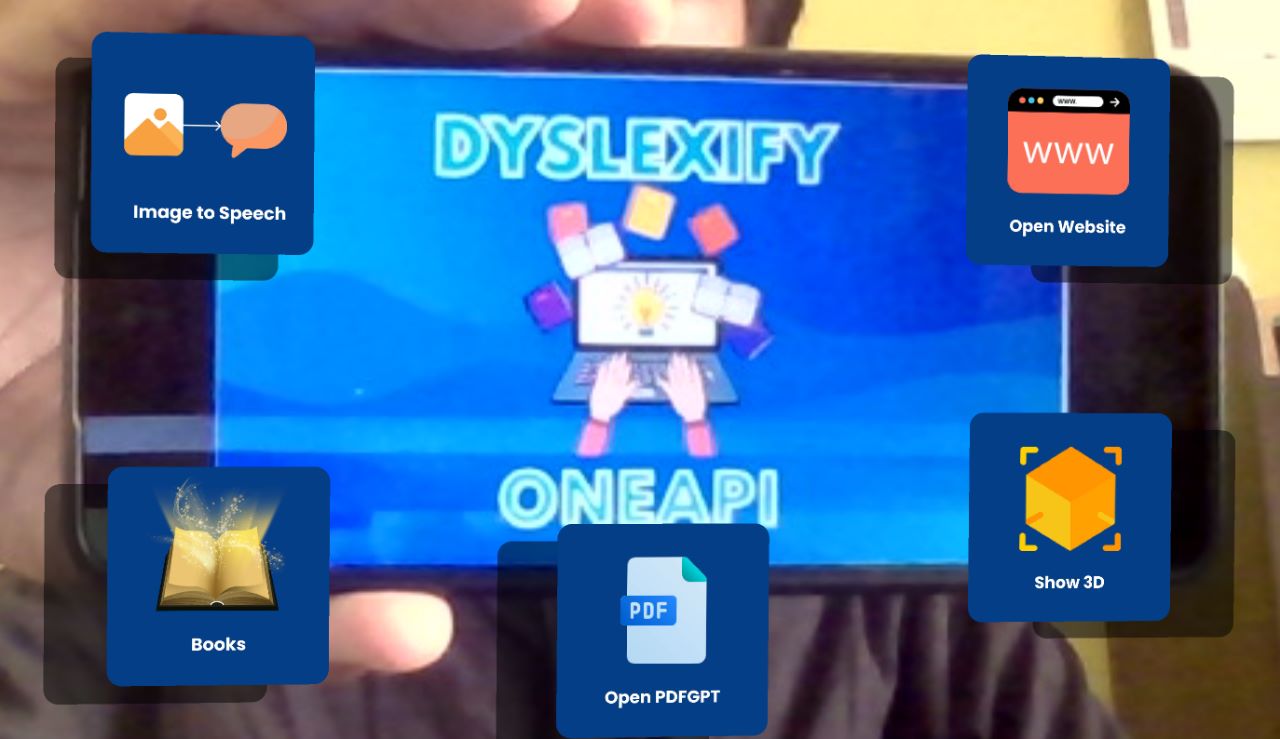 DYSLEXIFY
Image to Speech
www.
WWW
Open Website
ONEAPI
Books
PDF
Open PDFGPT
Show 3D